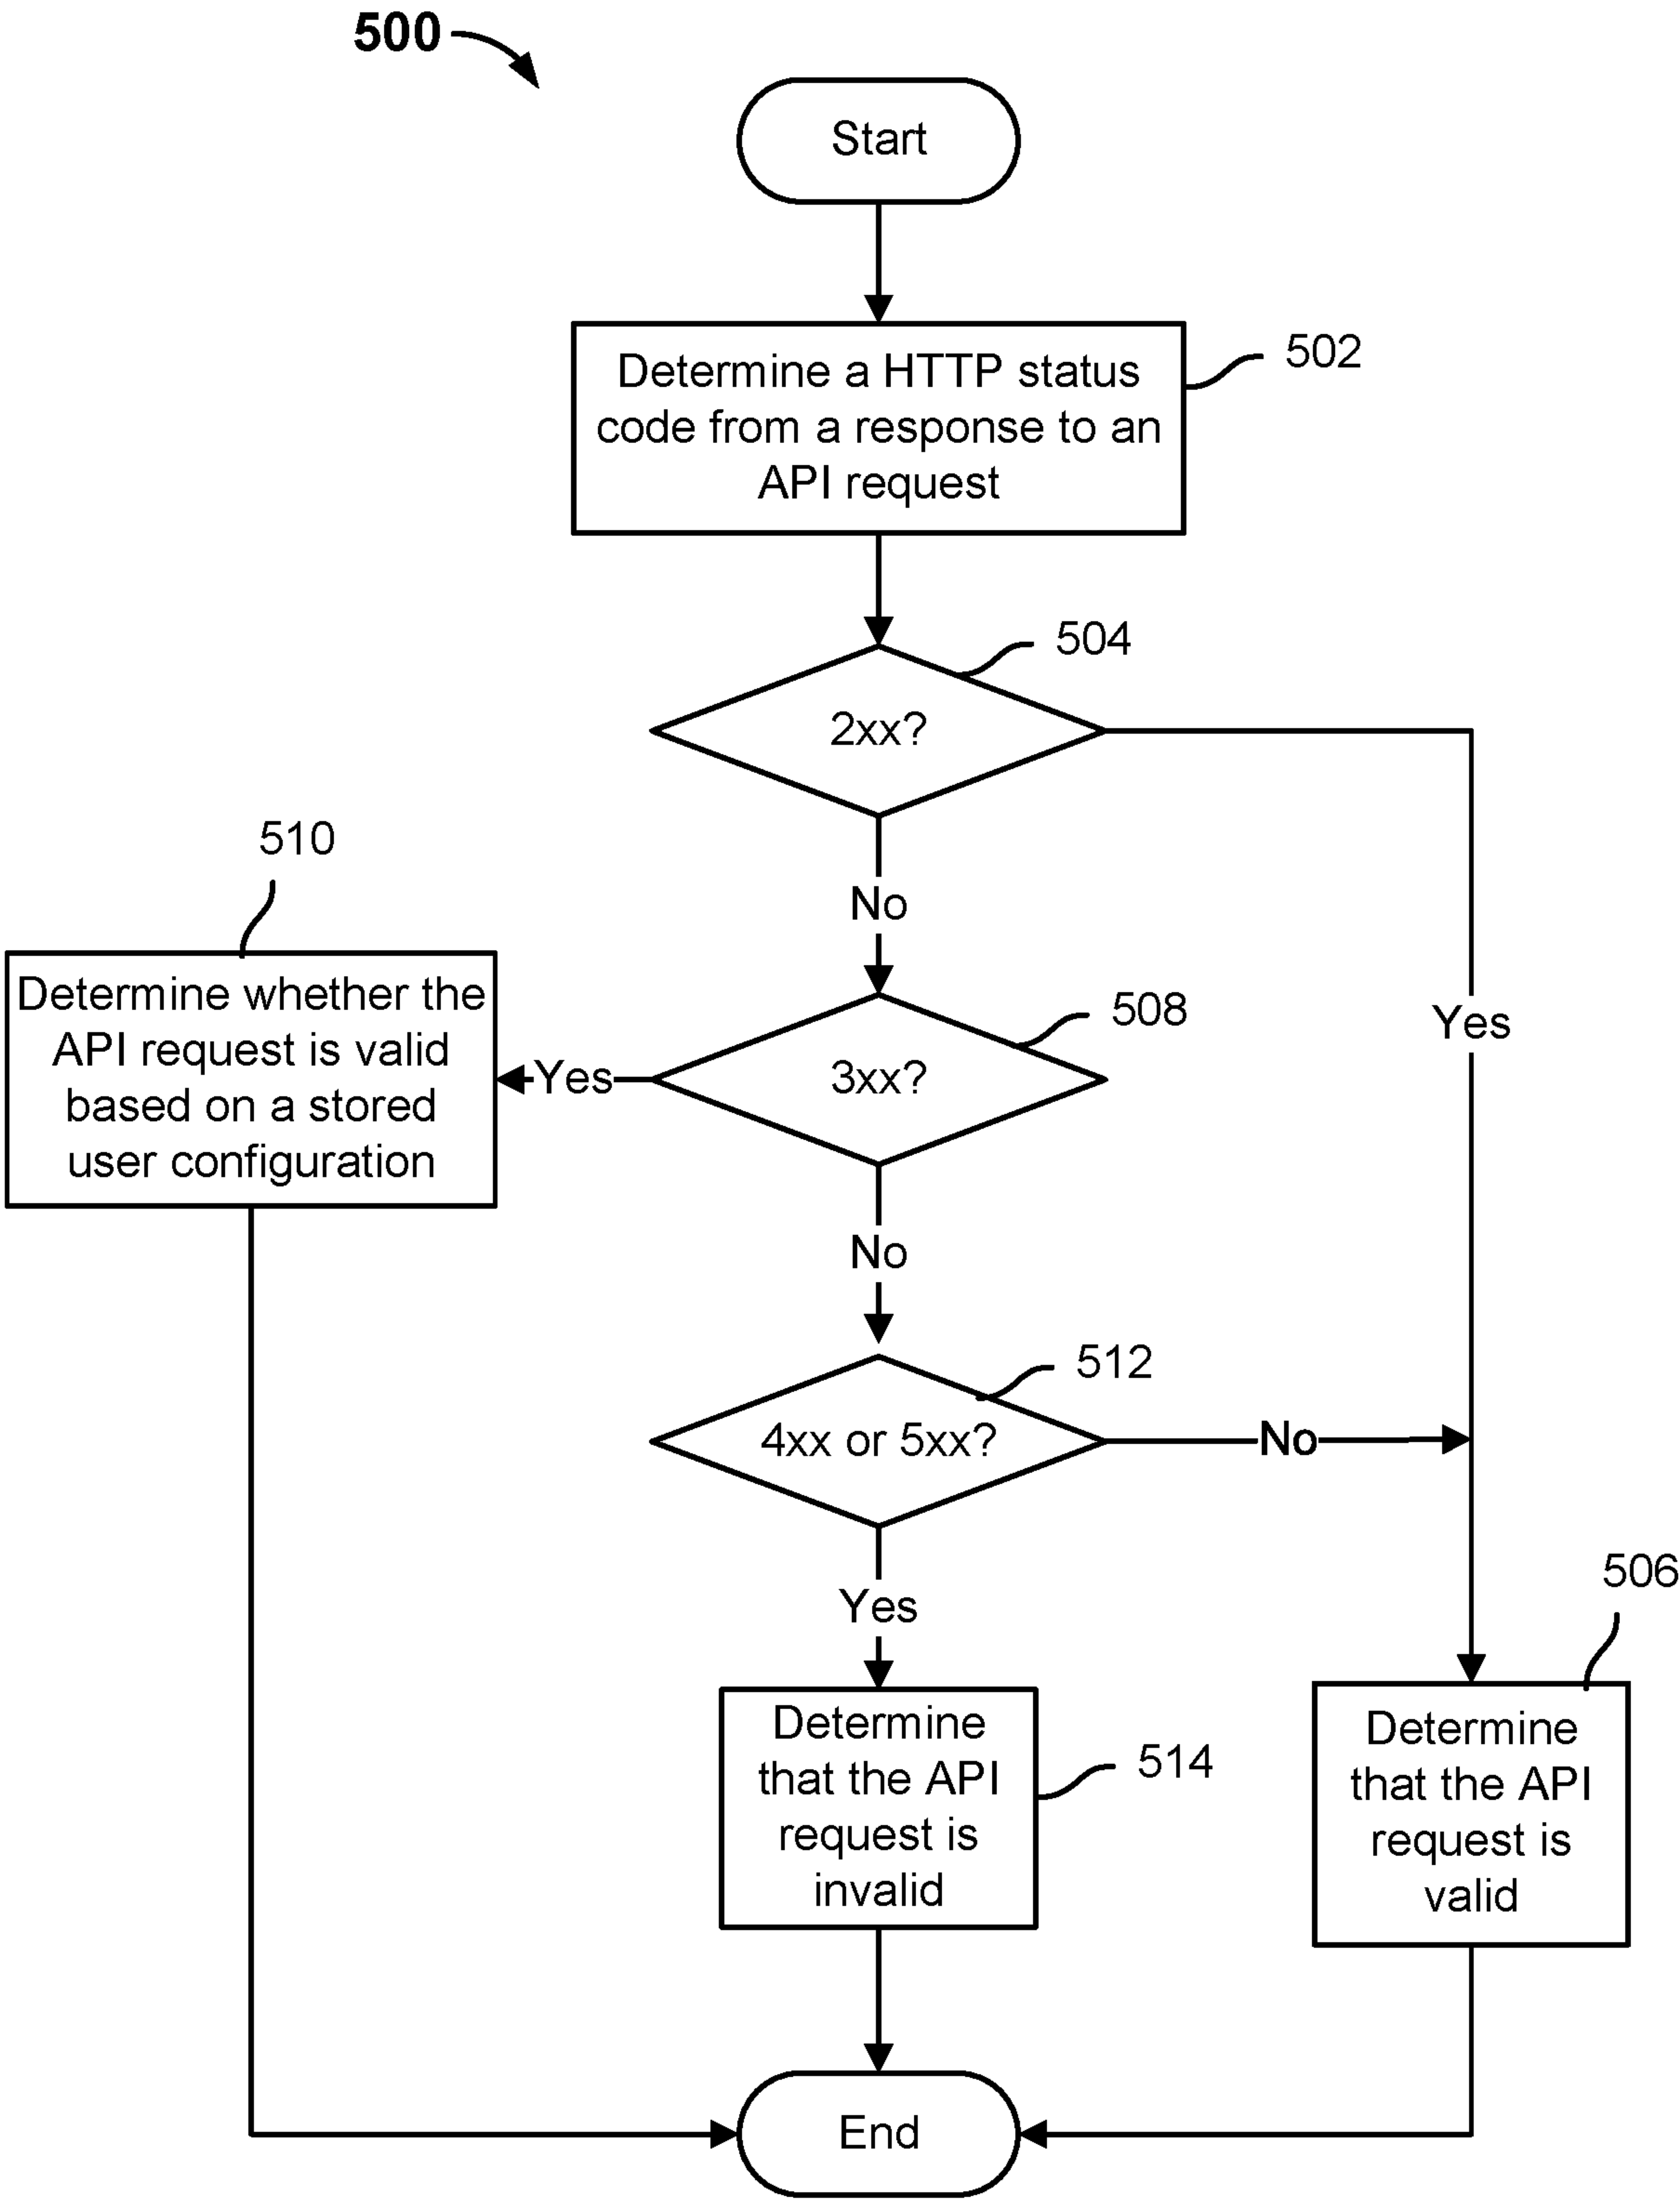 500
Start
Determine a HTTP status
code from a response to an
API request
502
504
2xx?
No
Yes
510
Determine whether the
API request is valid
based on a stored
user configuration
Yes
3xx?
508
No
512
4xx or 5xx?
No
Yes
506
Determine
that the API
request is
invalid
514
Determine
that the API
request is
valid
End